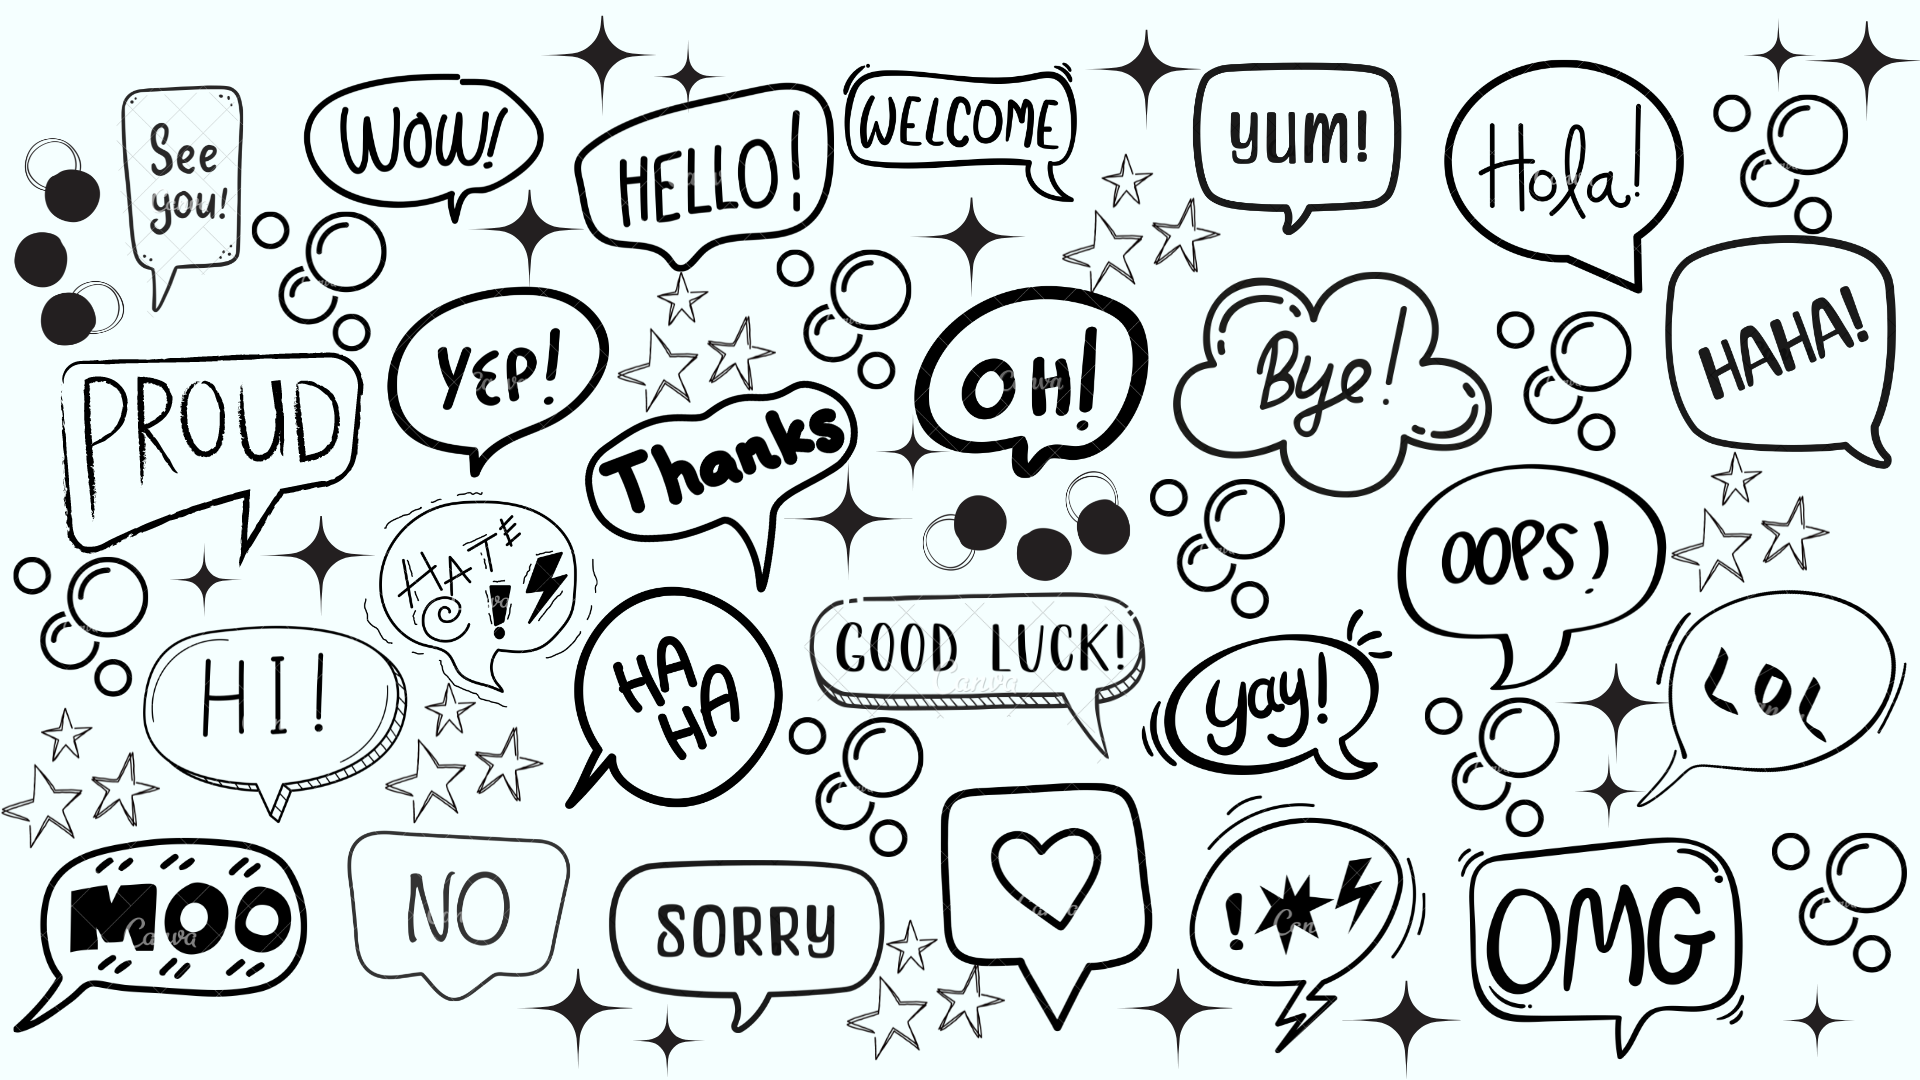 See
you!
WOW!
HELLO!
WELCOME
yum!
Hola!
PROUD
YEP!
Thanks
OH!
Bye!
HAHA!
HATE
!
HI!
HA
HA
GOOD LUCK!
yay!
OOPS!
LOL
MOO
NO
SORRY
!
OMG
Canva